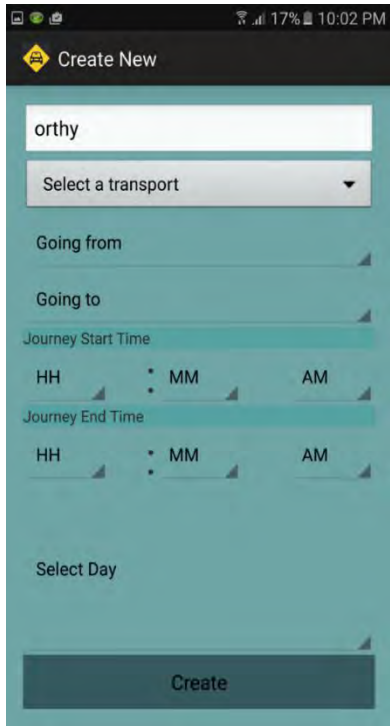 17% 10:02 PM
Create New
orthy
Select a transport
Going from
Going to
Journey Start Time
HH : MM AM
Journey End Time
HH : MM AM
Select Day
Create